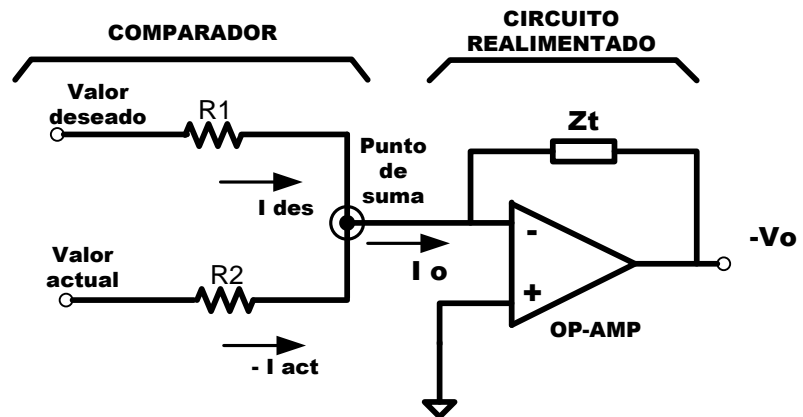 COMPARADOR
CIRCUITO
REALIMENTADO
Valor
deseado
R1
Zt
Punto
de
suma
I des
Valor
actual
R2
I o
-
+
-Vo
OP-AMP
- I act